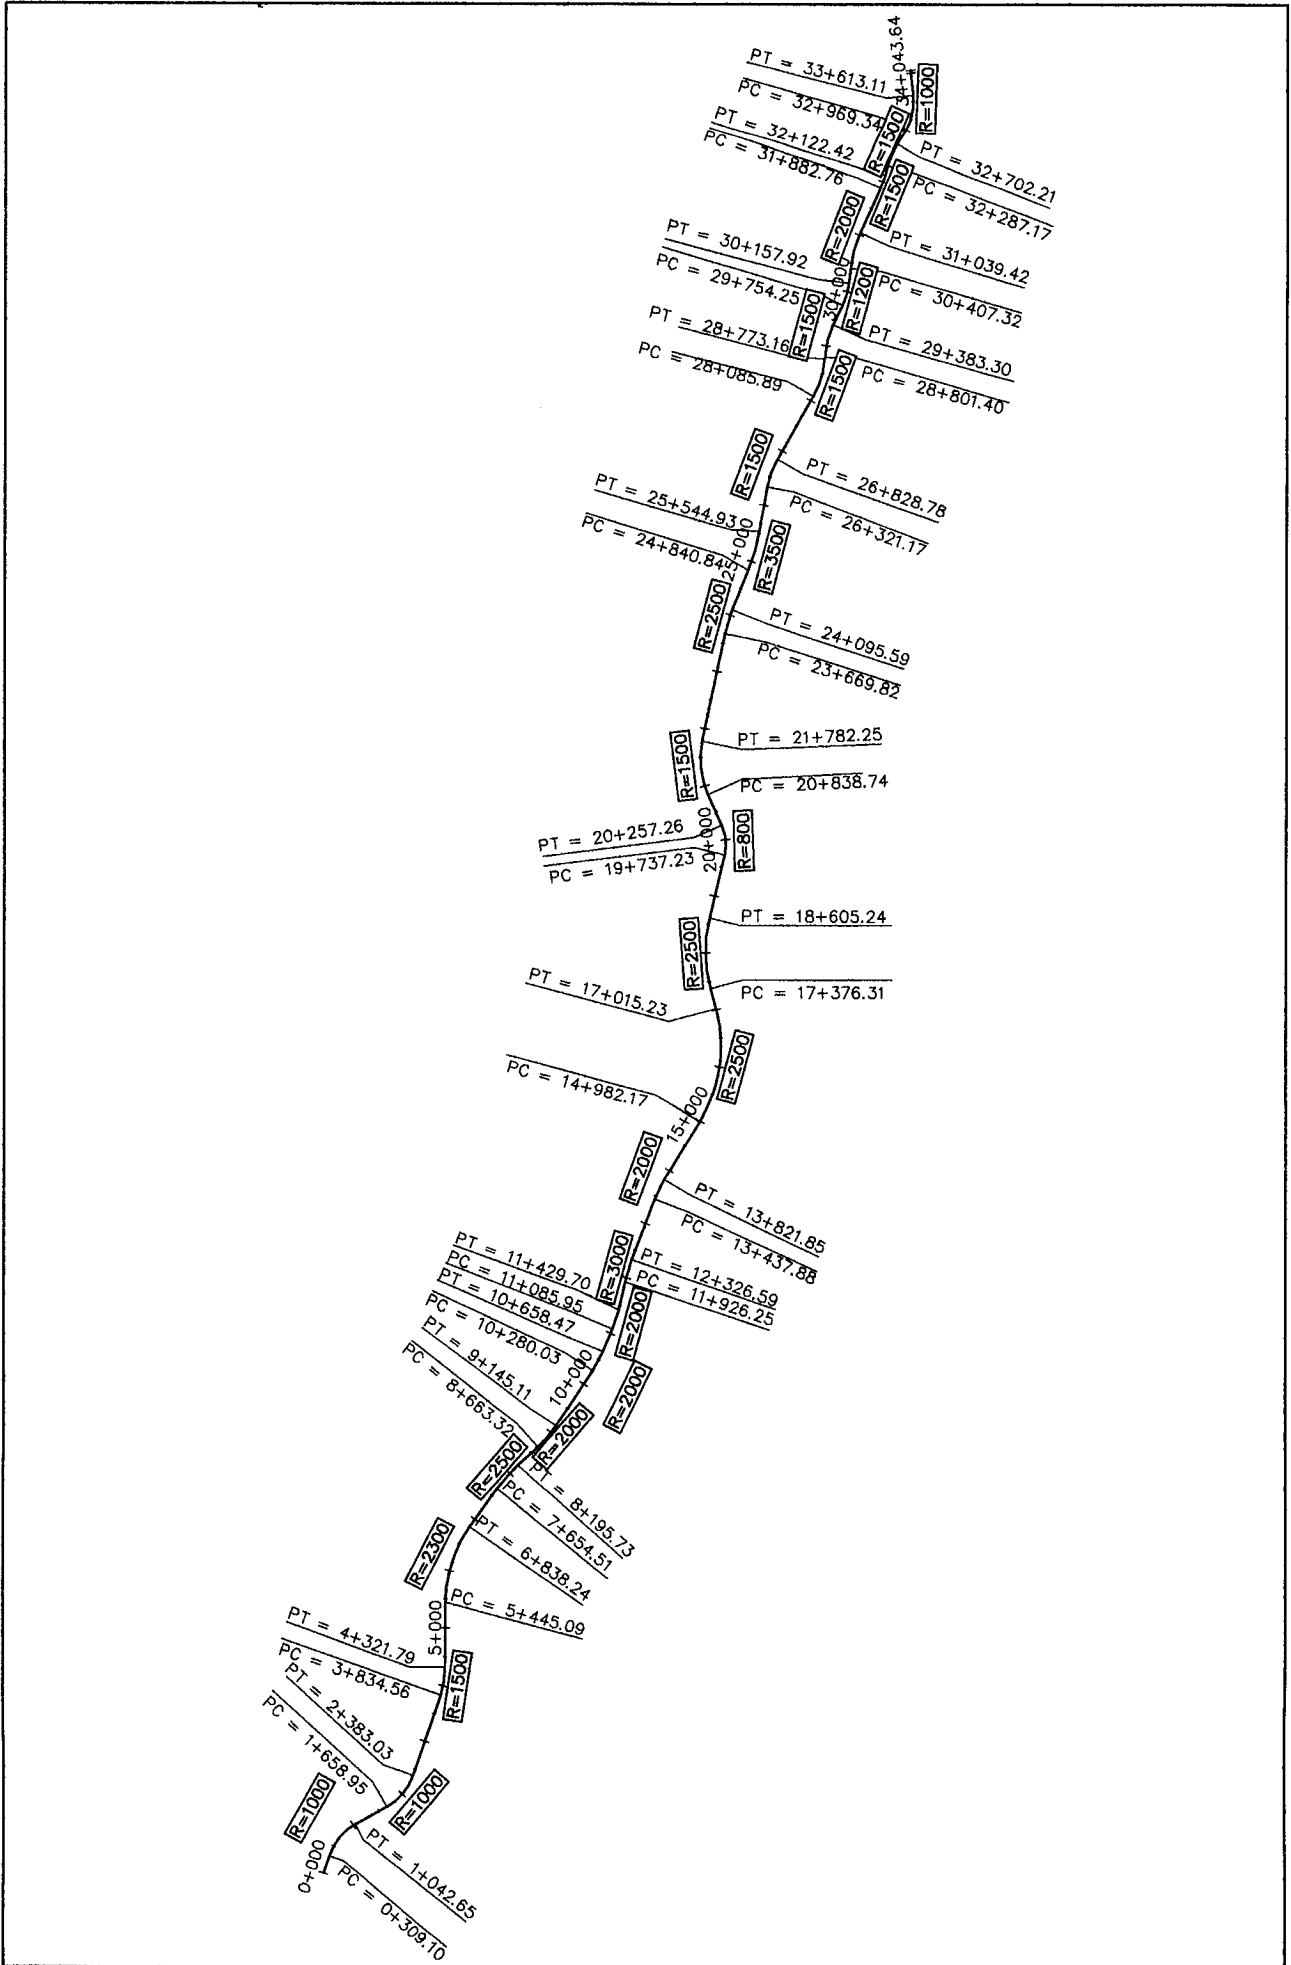 34+043.64
PT = 33+613.11
R=1000
PC = 32+969.34
R=1500
PT = 32+122.42
PT = 32+702.21
PC = 31+882.76
R=1500
PC = 32+287.17
R=2000
PT = 30+157.92
PT = 31+039.42
PC = 29+754.25
30+000
R=1200
PC = 30+407.32
R=1500
PT = 28+773.16
PT = 29+383.30
PC = 28+085.89
R=1500
PC = 28+801.40
R=1500
PT = 26+828.78
PT = 25+544.93
PC = 26+321.17
PC = 24+840.84
25+000
R=3500
R=2500
PT = 24+095.59
PC = 23+669.82
R=1500
PT = 21+782.25
PC = 20+838.74
PT = 20+257.26
20+000
R=800
PC = 19+737.23
PT = 18+605.24
R=2500
PT = 17+015.23
PC = 17+376.31
R=2500
PC = 14+982.17
15+000
R=2000
PT = 13+821.85
PC = 13+437.88
PT = 11+429.70
R=3000
PT = 12+326.59
PC = 11+085.95
PC = 11+926.25
PT = 10+658.47
R=2000
PC = 10+280.03
PT = 9+145.11
10+000
R=2000
PC = 8+663.32
R=2000
R=2500
PT = 8+195.73
PC = 7+654.51
R=2300
PT = 6+838.24
PC = 5+445.09
PT = 4+321.79
5+000
PC = 3+834.56
R=1500
PT = 2+383.03
PC = 1+658.95
R=1000
R=1000
PT = 1+042.65
0+000
PC = 0+309.10